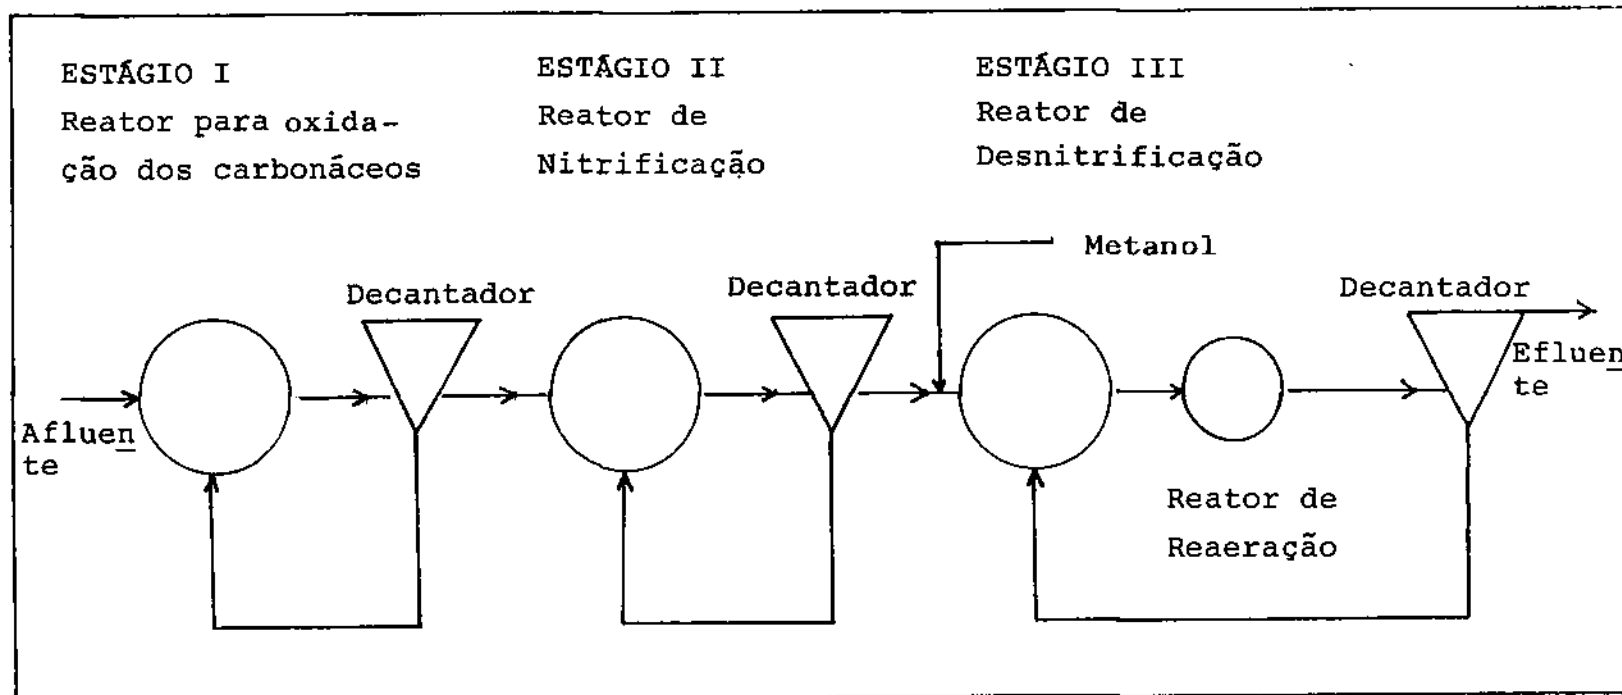 ESTÁGIO I
Reator para oxida-
ção dos carbonáceos
ESTÁGIO II
Reator de
Nitrificação
ESTÁGIO III
Reator de
Desnitrificação
Metanol
Decantador
Decantador
Decantador
Afluen
te
Efluen
te
Reator de
Reaeração